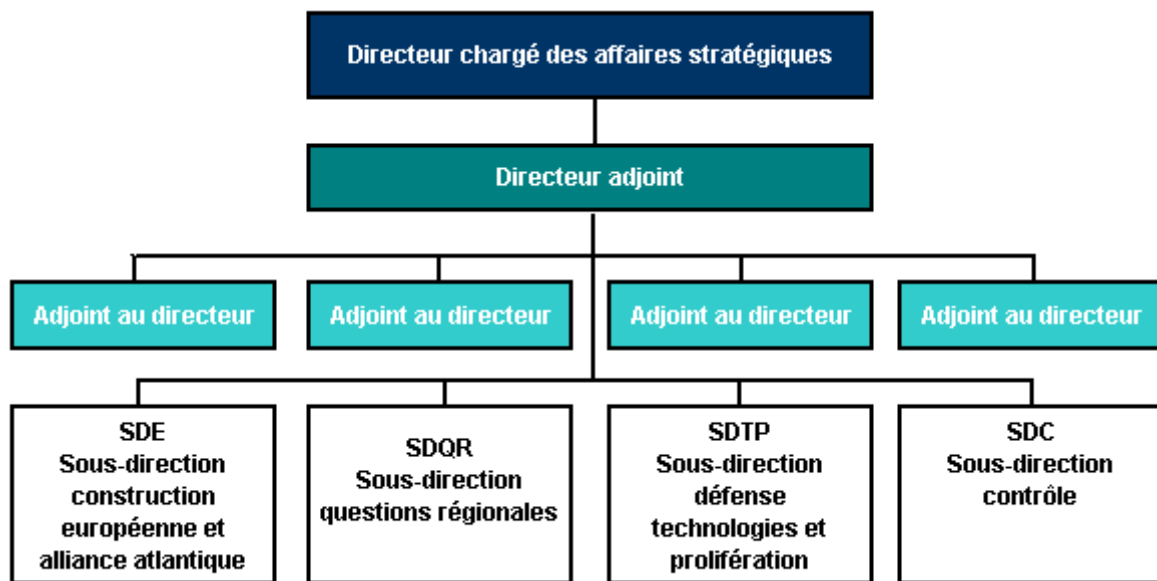 Directeur chargé des affaires stratégiques
Directeur adjoint
Adjoint au directeur
Adjoint au directeur
Adjoint au directeur
Adjoint au directeur
SDE
Sous-direction
construction
européenne et
alliance atlantique
SDQR
Sous-direction
questions régionales
SDTP
Sous-direction
défense
technologies et
prolifération
SDC
Sous-direction
contrôle